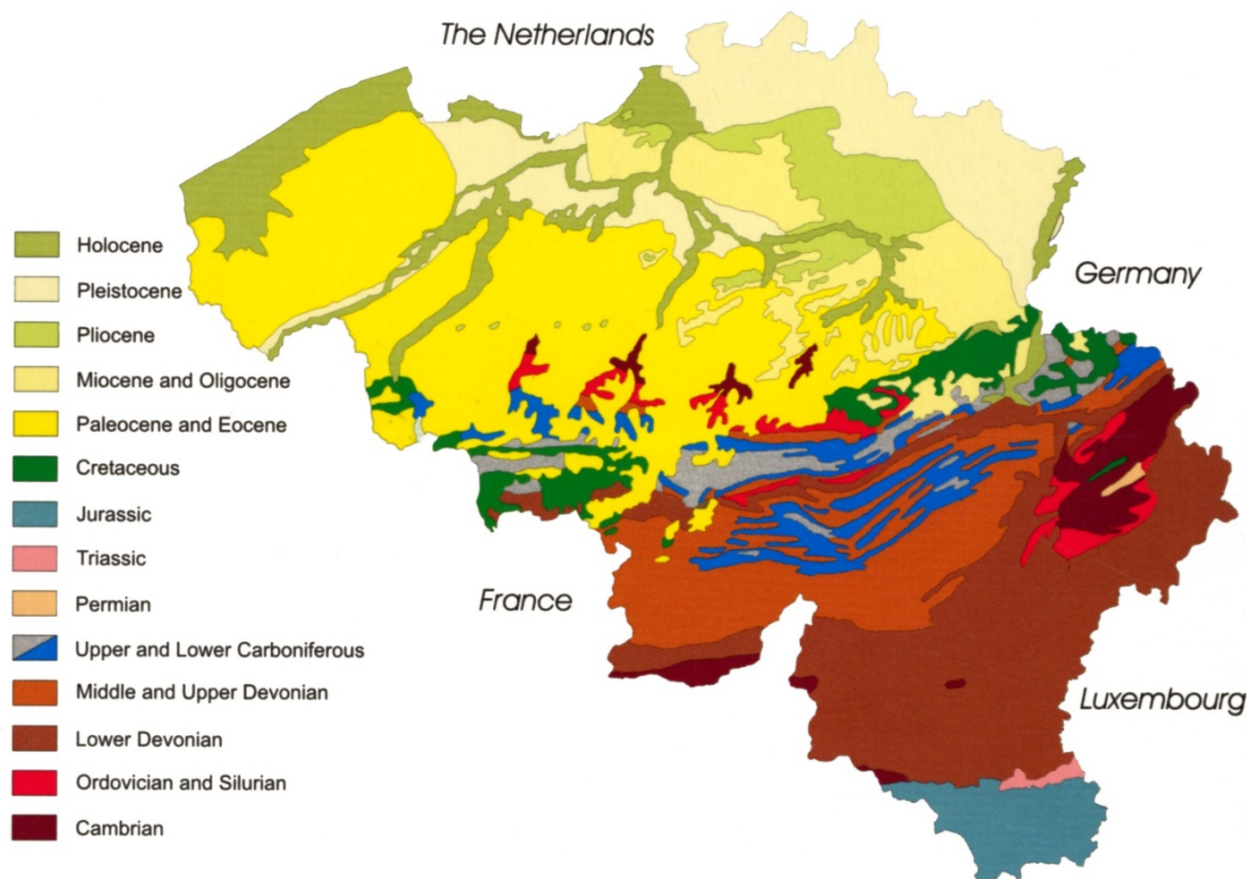 The Netherlands
Germany
France
Luxembourg
Holocene
Pleistocene
Pliocene
Miocene and Oligocene
Paleocene and Eocene
Cretaceous
Jurassic
Triassic
Permian
Upper and Lower Carboniferous
Middle and Upper Devonian
Lower Devonian
Ordovician and Silurian
Cambrian